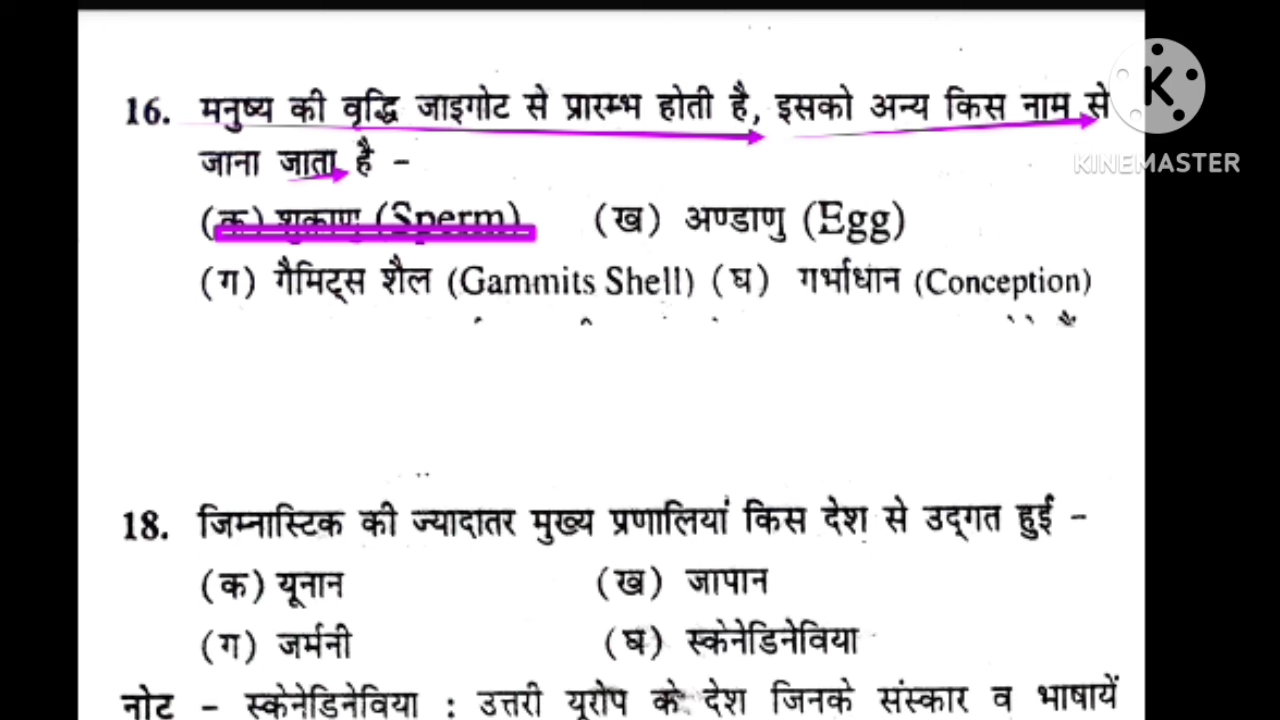 16. मनुष्य की वृद्धि जाइगोट से प्रारम्भ होती है, इसको अन्य किस नाम से
जाना जाता है -
(क) शुक्राणु (Sperm) (ख) अण्डाणु (Egg)
(ग) गैमिट्स शैल (Gammits Shell) (घ) गर्भाधान (Conception)
18. जिम्नास्टिक की ज्यादातर मुख्य प्रणालियां किस देश से उद्गत हुई -
(क) यूनान (ख) जापान
(ग) जर्मनी (घ) स्केनेडिनेविया
नोट - स्केनेडिनेविया : उत्तरी यूरोप के देश जिनके संस्कार व भाषायें
K
KINEMASTER